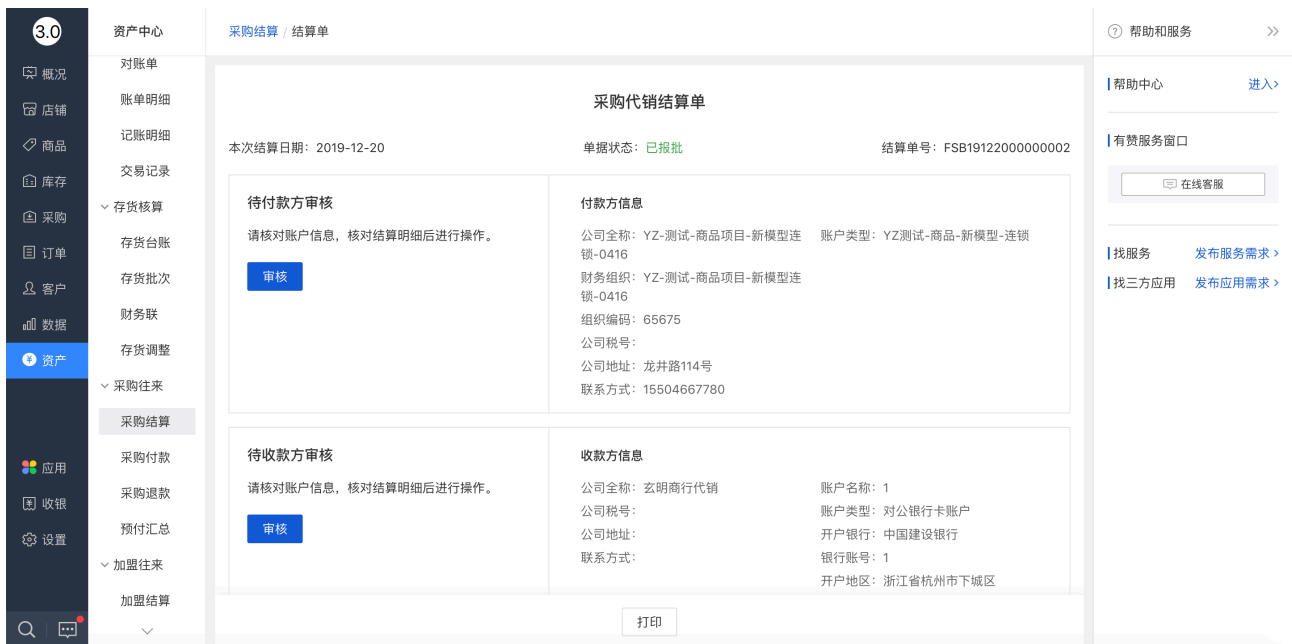 3.0
概况
店铺
商品
库存
采购
订单
客户
数据
资产
应用
收银
设置
资产中心
对账单
账单明细
记账明细
交易记录
存货核算
存货台账
存货批次
财务联
存货调整
采购往来
采购结算
采购付款
采购退款
预付汇总
加盟往来
加盟结算
采购结算 / 结算单
采购代销结算单
本次结算日期：2019-12-20
单据状态：已报批
结算单号：FSB19122000000002
待付款方审核
请核对账户信息，核对结算明细后进行操作。
审核
付款方信息
公司全称：YZ-测试-商品项目-新模型连
锁-0416
财务组织：YZ-测试-商品项目-新模型连
锁-0416
组织编码：65675
公司税号：
公司地址：龙井路114号
联系方式：15504667780
账户类型：YZ测试-商品-新模型-连锁
待收款方审核
请核对账户信息，核对结算明细后进行操作。
审核
收款方信息
公司全称：玄明商行代销
公司税号：
公司地址：
联系方式：
账户名称：1
账户类型：对公银行卡账户
开户银行：中国建设银行
银行账号：1
开户地区：浙江省杭州市下城区
打印
? 帮助和服务
帮助中心 进入>
有赞服务窗口
在线客服
找服务 发布服务需求 >
找三方应用 发布应用需求 >